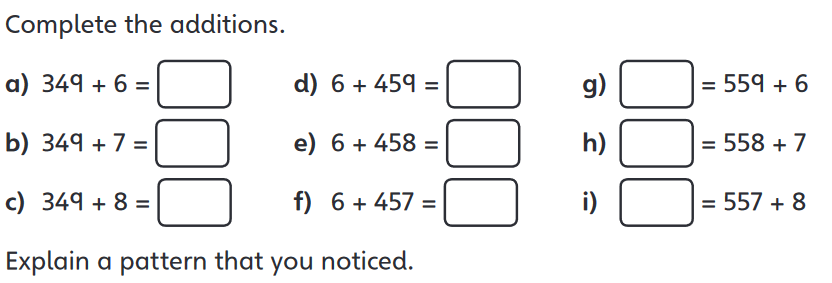 Complete the additions.
a) 349 + 6 = d) 6 + 459 = g) = 559 + 6
b) 349 + 7 = e) 6 + 458 = h) = 558 + 7
c) 349 + 8 = f) 6 + 457 = i) = 557 + 8
Explain a pattern that you noticed.